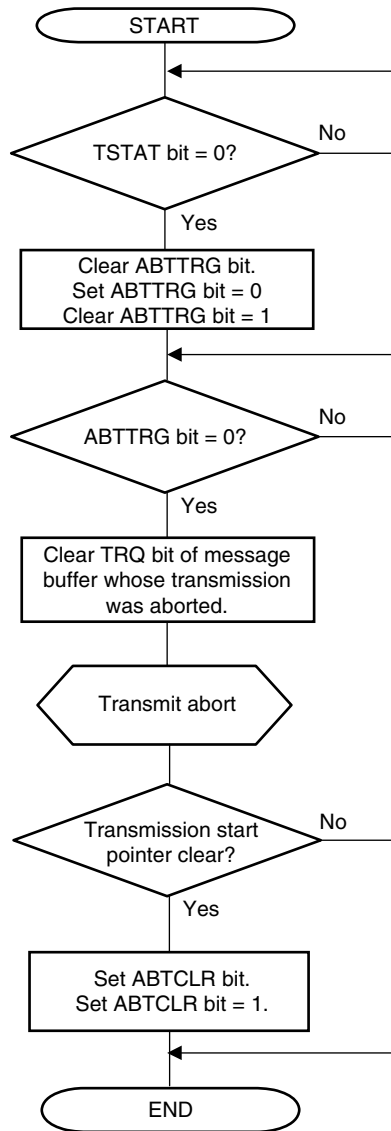 START
TSTAT bit = 0?
No
Yes
Clear ABTTRG bit.
Set ABTTRG bit = 0
Clear ABTTRG bit = 1
ABTTRG bit = 0?
No
Yes
Clear TRQ bit of message
buffer whose transmission
was aborted.
Transmit abort
Transmission start
pointer clear?
No
Yes
Set ABTCLR bit.
Set ABTCLR bit = 1.
END